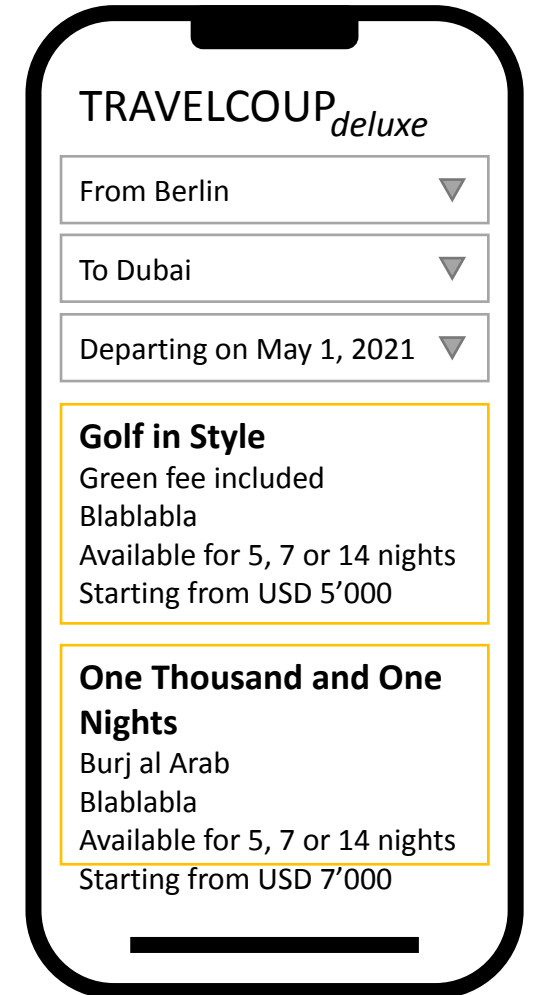 TRAVELCOUP deluxe
From Berlin
To Dubai
Departing on May 1, 2021
Golf in Style
Green fee included
Blablabla
Available for 5, 7 or 14 nights
Starting from USD 5’000
One Thousand and One
Nights
Burj al Arab
Blablabla
Available for 5, 7 or 14 nights
Starting from USD 7’000